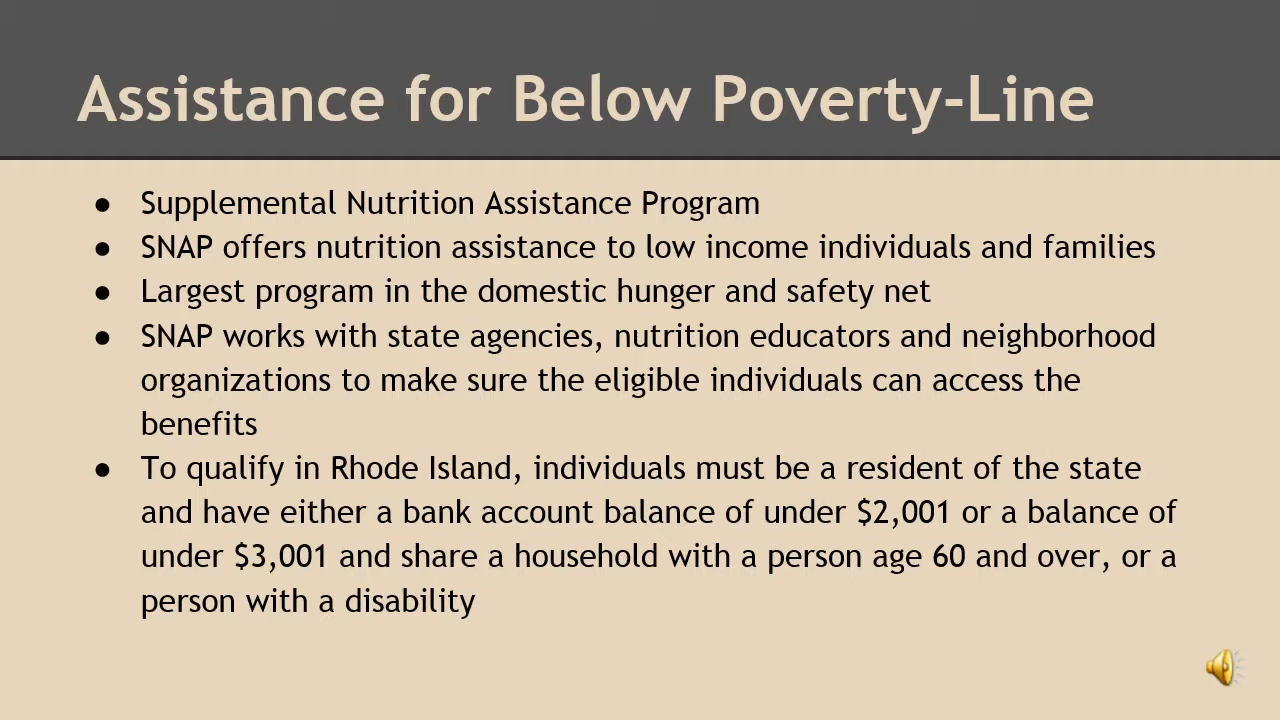 Assistance for Below Poverty-Line
● Supplemental Nutrition Assistance Program
● SNAP offers nutrition assistance to low income individuals and families
● Largest program in the domestic hunger and safety net
● SNAP works with state agencies, nutrition educators and neighborhood
organizations to make sure the eligible individuals can access the
benefits
● To qualify in Rhode Island, individuals must be a resident of the state
and have either a bank account balance of under $2,001 or a balance of
under $3,001 and share a household with a person age 60 and over, or a
person with a disability